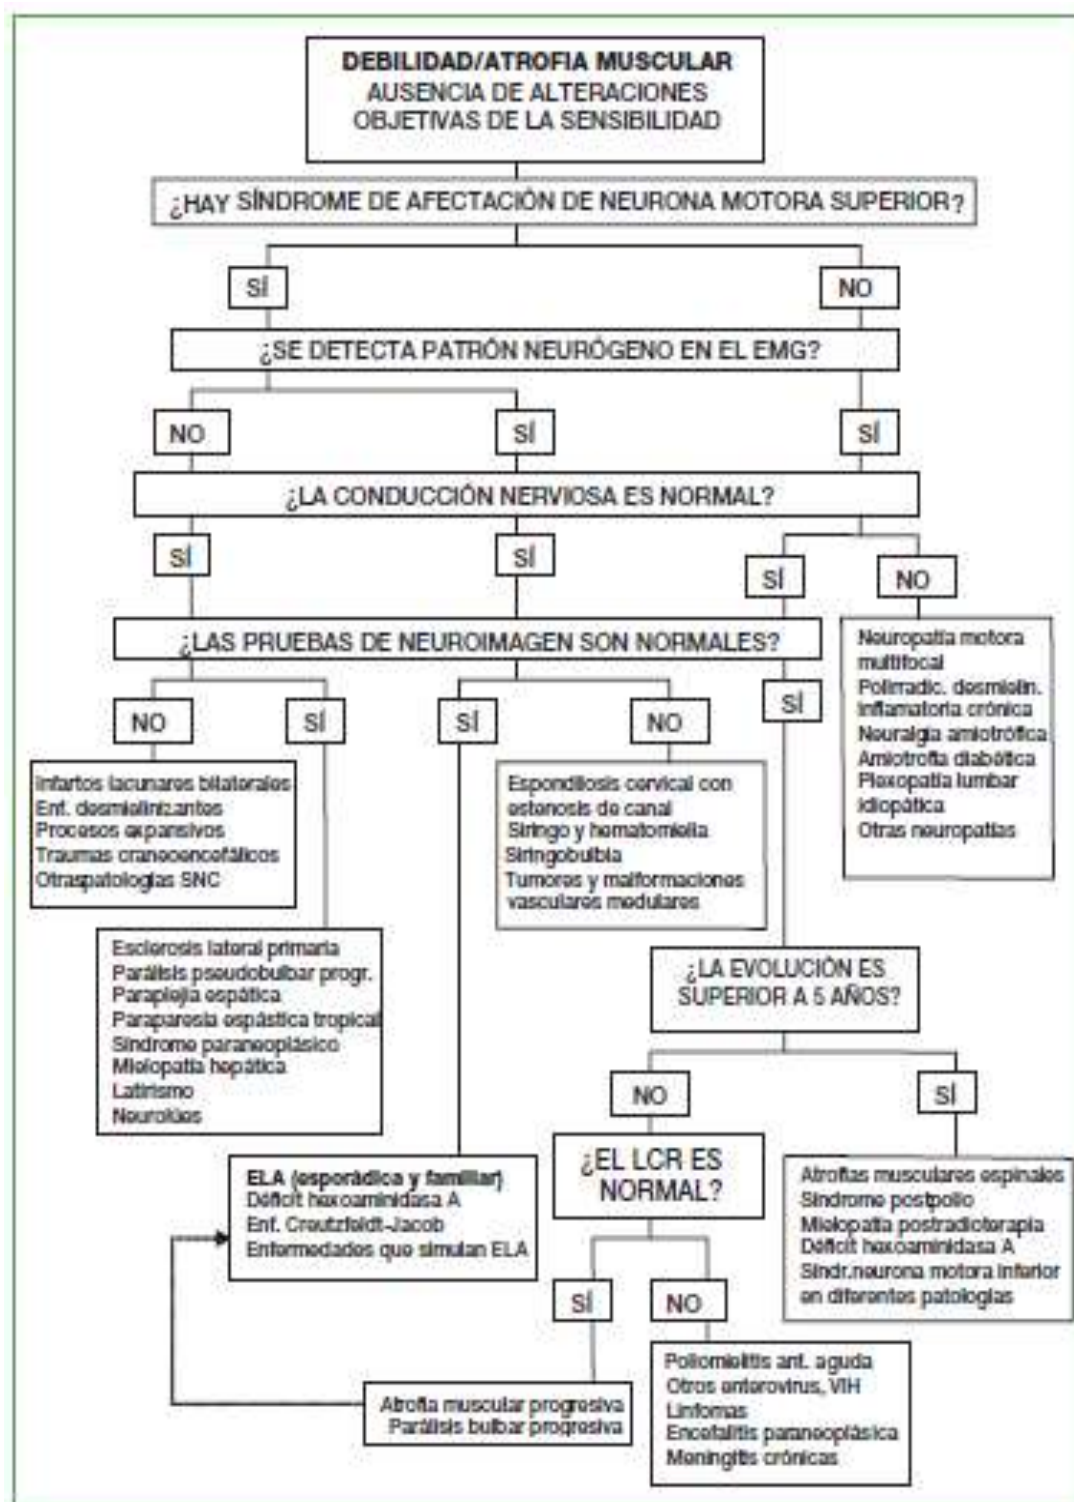 DEBILIDAD/ATROFIA MUSCULAR
AUSENCIA DE ALTERACIONES
OBJETIVAS DE LA SENSIBILIDAD
¿HAY SÍNDROME DE AFECTACIÓN DE NEURONA MOTORA SUPERIOR?
SÍ
NO
¿SE DETECTA PATRÓN NEURÓGENO EN EL EMG?
NO
SÍ
SÍ
¿LA CONDUCCIÓN NERVIOSA ES NORMAL?
SÍ
SÍ
SÍ
NO
¿LAS PRUEBAS DE NEUROIMAGEN SON NORMALES?
NO
SÍ
SÍ
NO
SÍ
Neuropatía motora
multifocal
Polirradic. desmielin.
inflamatoria crónica
Neuralgia amiotrófica
Amiotrofia diabética
Plexopatía lumbar
idiopática
Otras neuropatías
Infartos lacunares bilaterales
Enf. desmielinizantes
Procesos expansivos
Traumas craneoencefálicos
Otraspatologías SNC
Espondilosis cervical con
estenosis de canal
Siringo y hematomielia
Siringobulbia
Tumores y malformaciones
vasculares medulares
Esclerosis lateral primaria
Parálisis pseudobulbar progr.
Paraplejia espática
Paraparesia espástica tropical
Síndrome paraneoplásico
Mielopatía hepática
Latirismo
Neurolúes
¿LA EVOLUCIÓN ES
SUPERIOR A 5 AÑOS?
NO
SÍ
ELA (esporádica y familiar)
Déficit hexoaminidasa A
Enf. Creutzfeldt-Jacob
Enfermedades que simulan ELA
¿EL LCR ES
NORMAL?
Atrofias musculares espinales
Síndrome postpolio
Mielopatía postradioterapia
Déficit hexoaminidasa A
Síndr.neurona motora inferior
en diferentes patologías
SÍ
NO
Atrofia muscular progresiva
Parálisis bulbar progresiva
Poliomielitis ant. aguda
Otros enterovirus, VIH
Linfomas
Encefalitis paraneoplásica
Meningitis crónicas